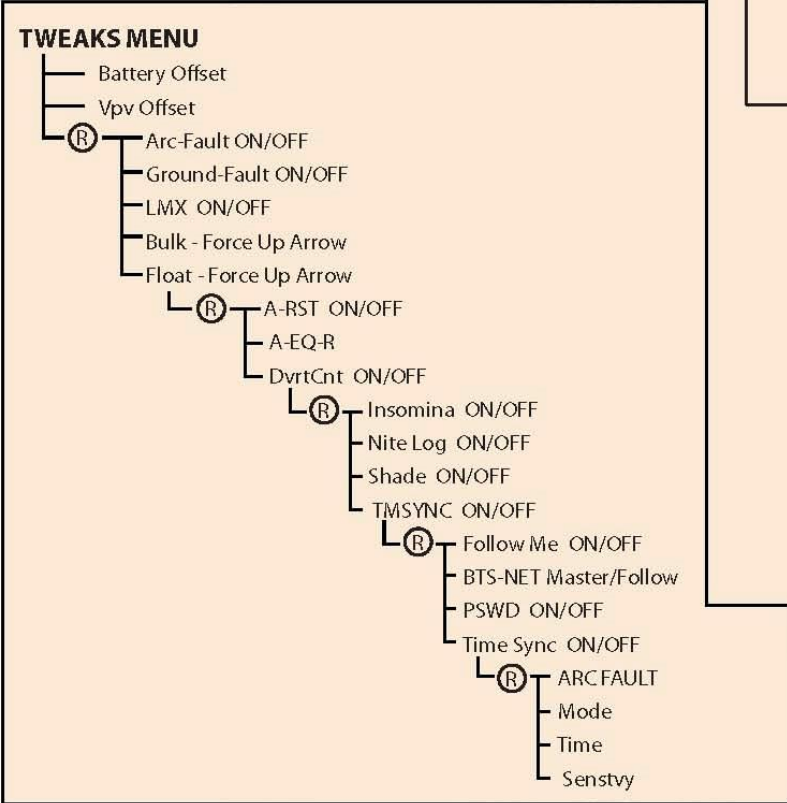 TWEAKS MENU
Battery Offset
Vpv Offset
R Arc-Fault ON/OFF
Ground-Fault ON/OFF
LMX ON/OFF
Bulk - Force Up Arrow
Float - Force Up Arrow
R A-RST ON/OFF
A-EQ-R
DvrtCnt ON/OFF
R Insomina ON/OFF
Nite Log ON/OFF
Shade ON/OFF
TMSYNC ON/OFF
R Follow Me ON/OFF
BTS-NET Master/Follow
PSWD ON/OFF
Time Sync ON/OFF
R ARC FAULT
Mode
Time
Senstvy